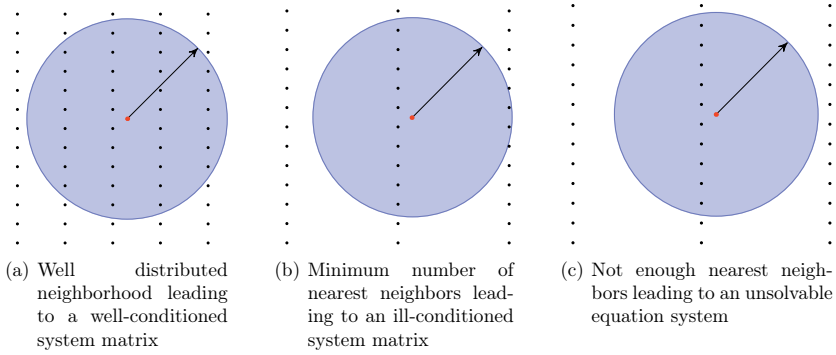 (a) Well distributed
neighborhood leading
to a well-conditioned
system matrix
(b) Minimum number of
nearest neighbors lead-
ing to an ill-conditioned
system matrix
(c) Not enough nearest neigh-
bors leading to an unsolvable
equation system